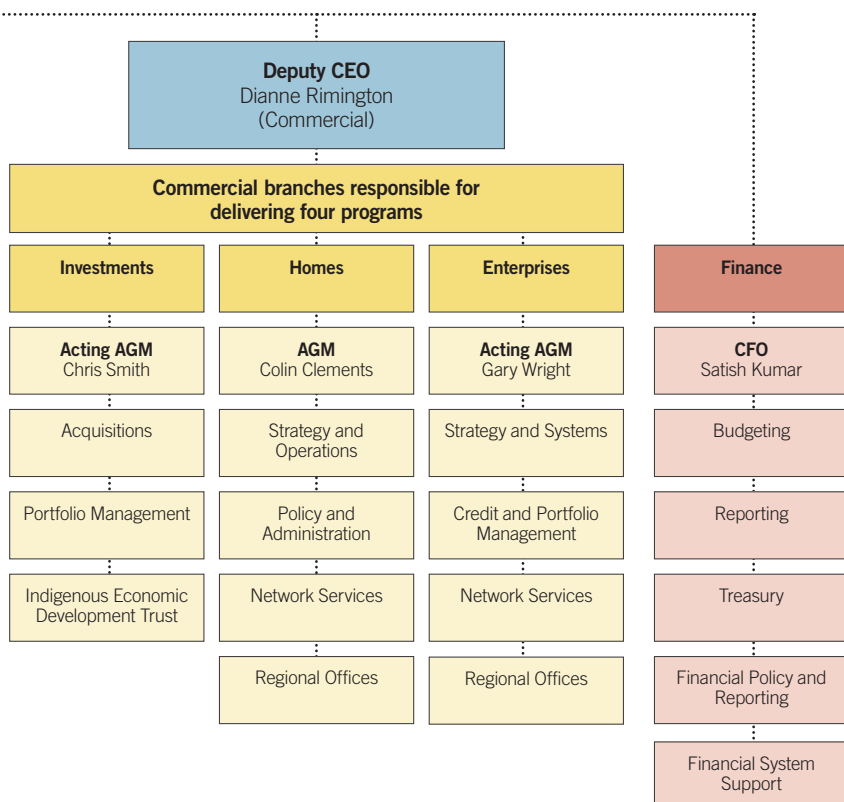 Deputy CEO
Dianne Rimington
(Commercial)
Commercial branches responsible for
delivering four programs
Investments
Acting AGM
Chris Smith
Acquisitions
Portfolio Management
Indigenous Economic
Development Trust
Homes
AGM
Colin Clements
Strategy and
Operations
Policy and
Administration
Network Services
Regional Offices
Enterprises
Acting AGM
Gary Wright
Strategy and Systems
Credit and Portfolio
Management
Network Services
Regional Offices
Finance
CFO
Satish Kumar
Budgeting
Reporting
Treasury
Financial Policy and
Reporting
Financial System
Support